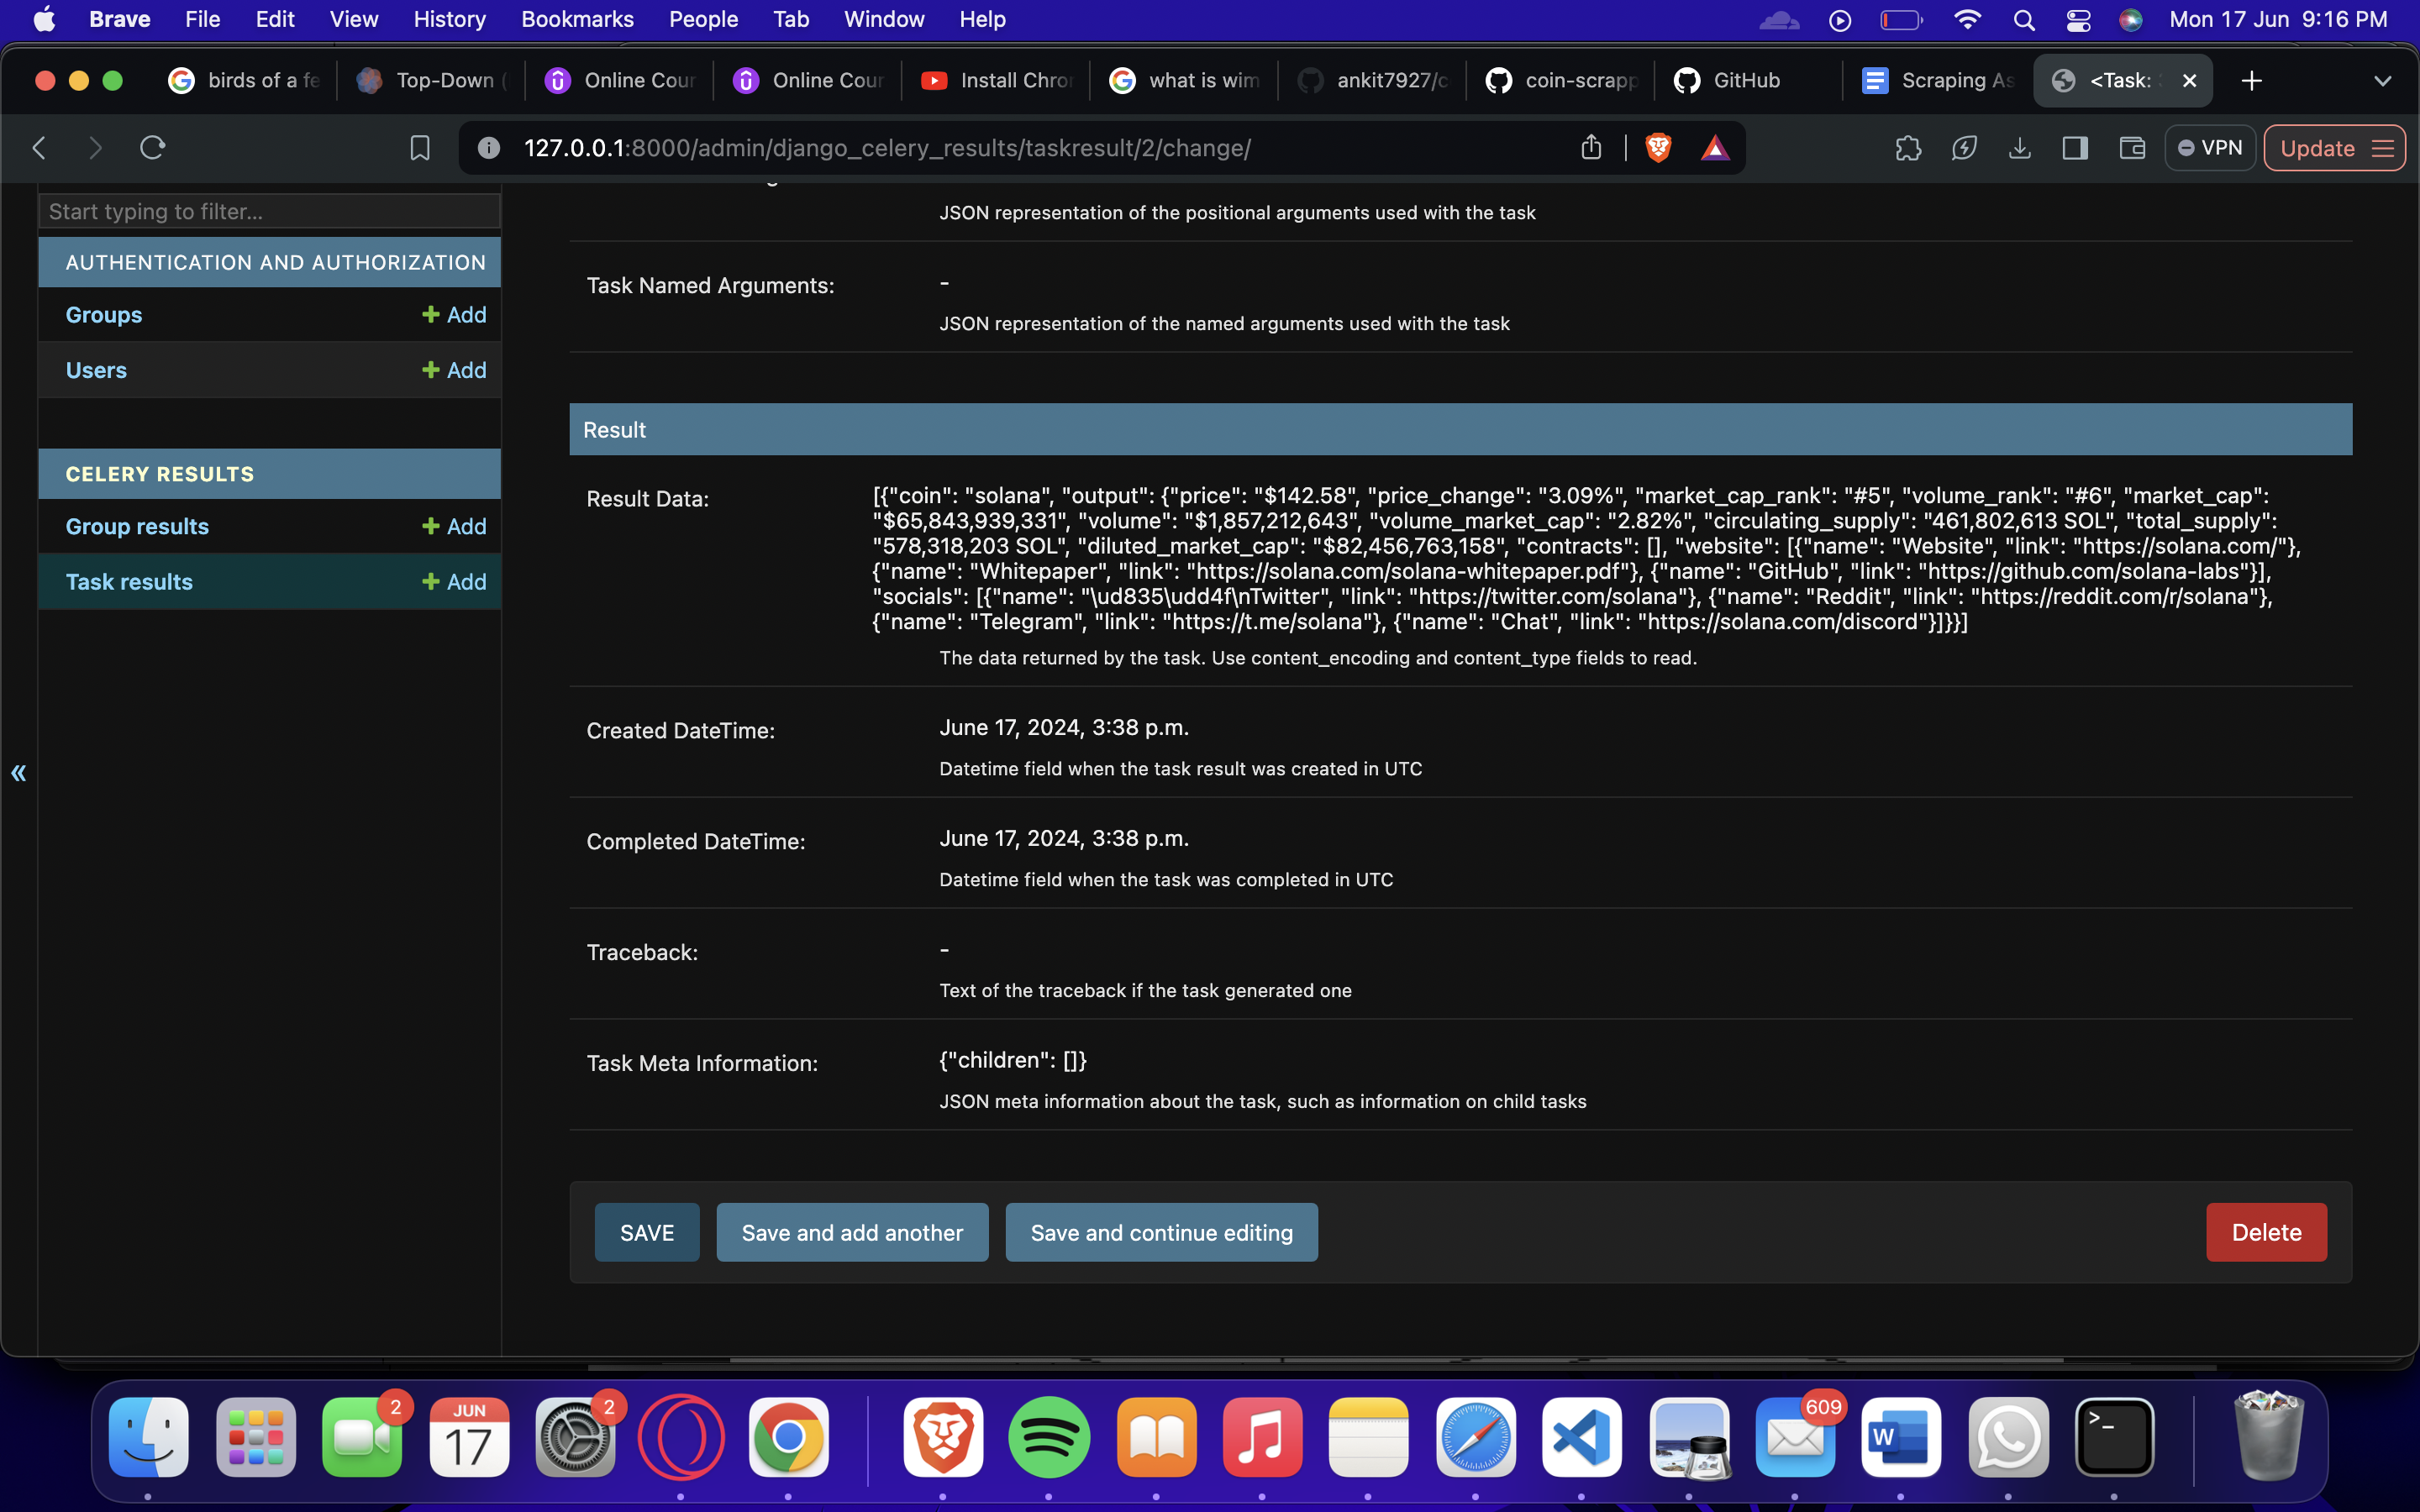 Brave File Edit View History Bookmarks People Tab Window Help Mon 17 Jun 9:16 PM
birds of a fe Top-Down ( Online Cour Online Cour Install Chror what is wim ankit7927/c coin-scrapp GitHub Scraping As <Task:
127.0.0.1:8000/admin/django_celery_results/taskresult/2/change/ VPN Update
Start typing to filter...
AUTHENTICATION AND AUTHORIZATION
Groups + Add
Users + Add
CELERY RESULTS
Group results + Add
Task results + Add
«
JSON representation of the positional arguments used with the task
Task Named Arguments: -
JSON representation of the named arguments used with the task
Result
Result Data: [{"coin": "solana", "output": {"price": "$142.58", "price_change": "3.09%", "market_cap_rank": "#5", "volume_rank": "#6", "market_cap":
"$65,843,939,331", "volume": "$1,857,212,643", "volume_market_cap": "2.82%", "circulating_supply": "461,802,613 SOL", "total_supply":
"578,318,203 SOL", "diluted_market_cap": "$82,456,763,158", "contracts": [], "website": [{"name": "Website", "link": "https://solana.com/"},
{"name": "Whitepaper", "link": "https://solana.com/solana-whitepaper.pdf"}, {"name": "GitHub", "link": "https://github.com/solana-labs"}],
"socials": [{"name": "\ud835\udd4f\nTwitter", "link": "https://twitter.com/solana"}, {"name": "Reddit", "link": "https://reddit.com/r/solana"},
{"name": "Telegram", "link": "https://t.me/solana"}, {"name": "Chat", "link": "https://solana.com/discord"}]}}]
The data returned by the task. Use content_encoding and content_type fields to read.
Created DateTime: June 17, 2024, 3:38 p.m.
Datetime field when the task result was created in UTC
Completed DateTime: June 17, 2024, 3:38 p.m.
Datetime field when the task was completed in UTC
Traceback: -
Text of the traceback if the task generated one
Task Meta Information: {"children": []}
JSON meta information about the task, such as information on child tasks
SAVE Save and add another Save and continue editing Delete
2 JUN 17 2 609 W >_